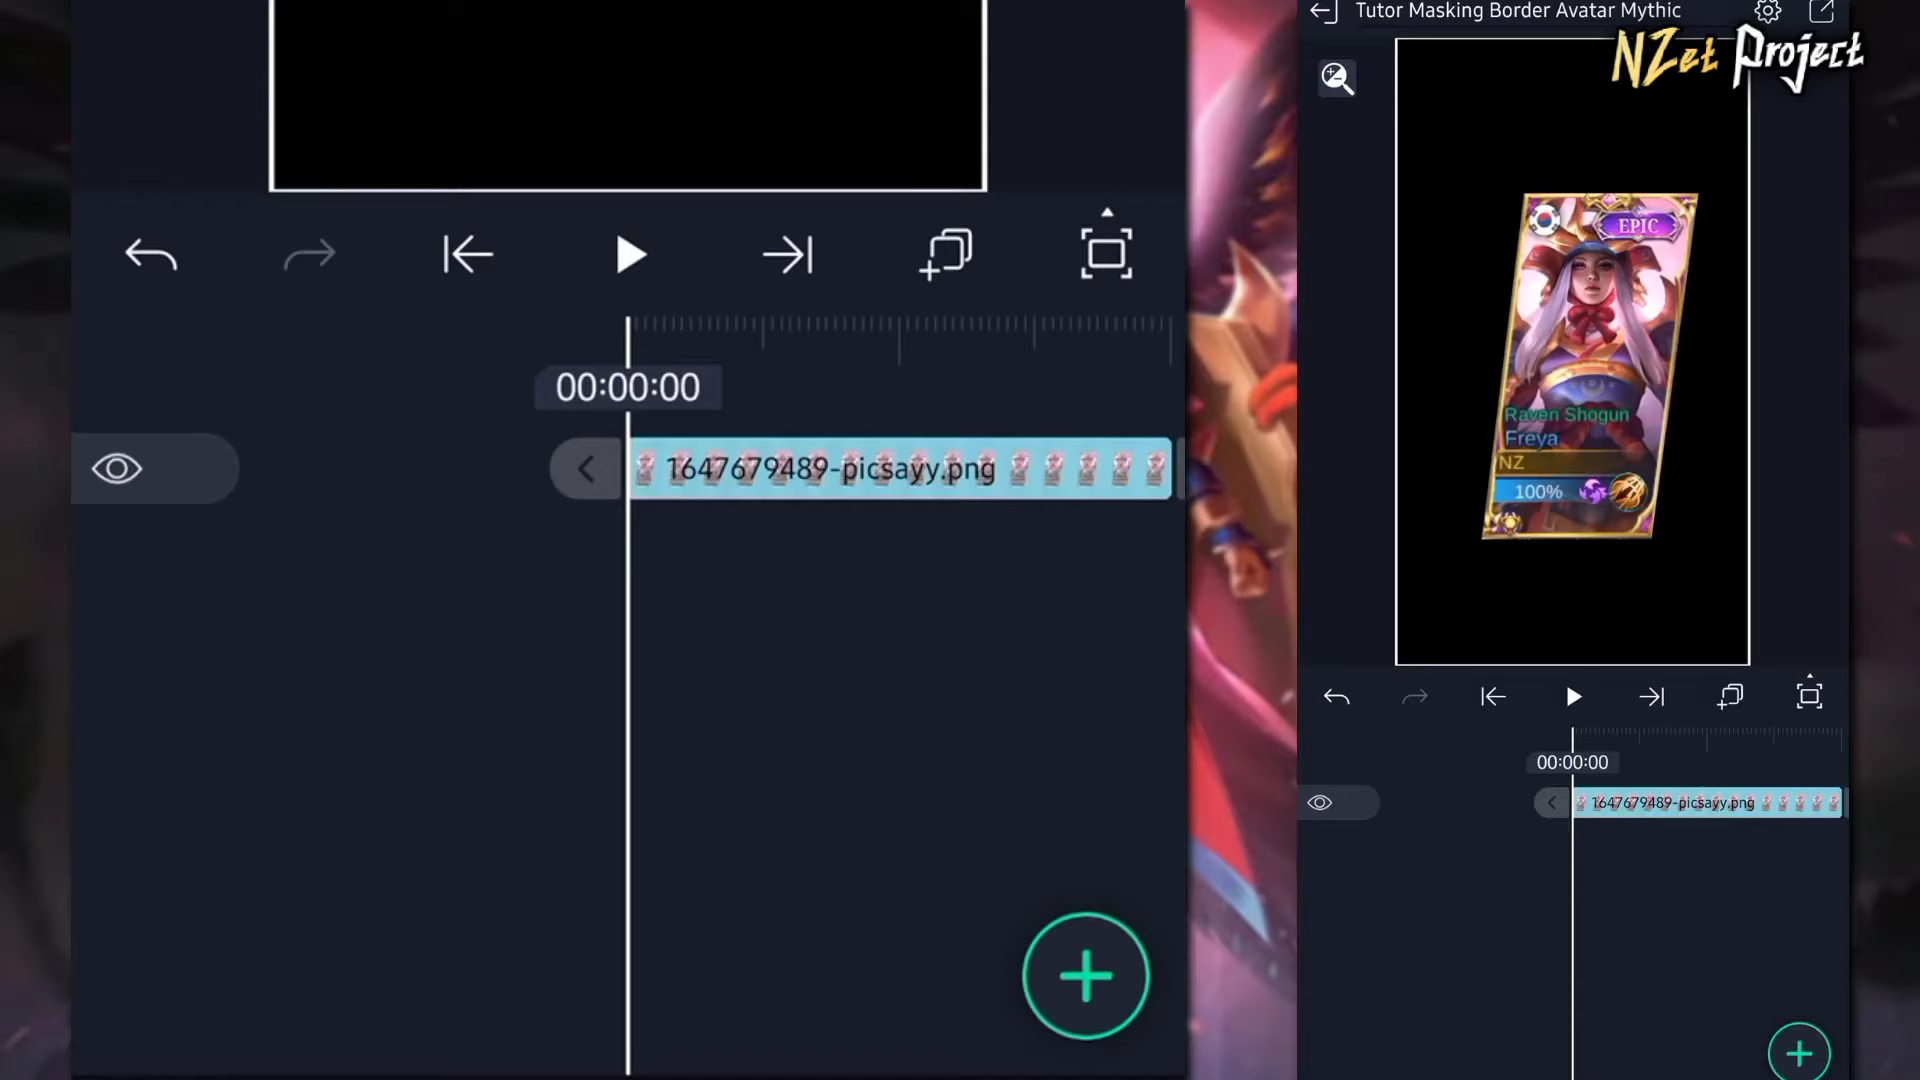 00:00:00
1647679489-picsayy.png
Tutor Masking Border Avatar Mythic
NZet Project
EPIC
Raven Shogun
Freya
NZ
100%
00:00:00
1647679489-picsayy.png